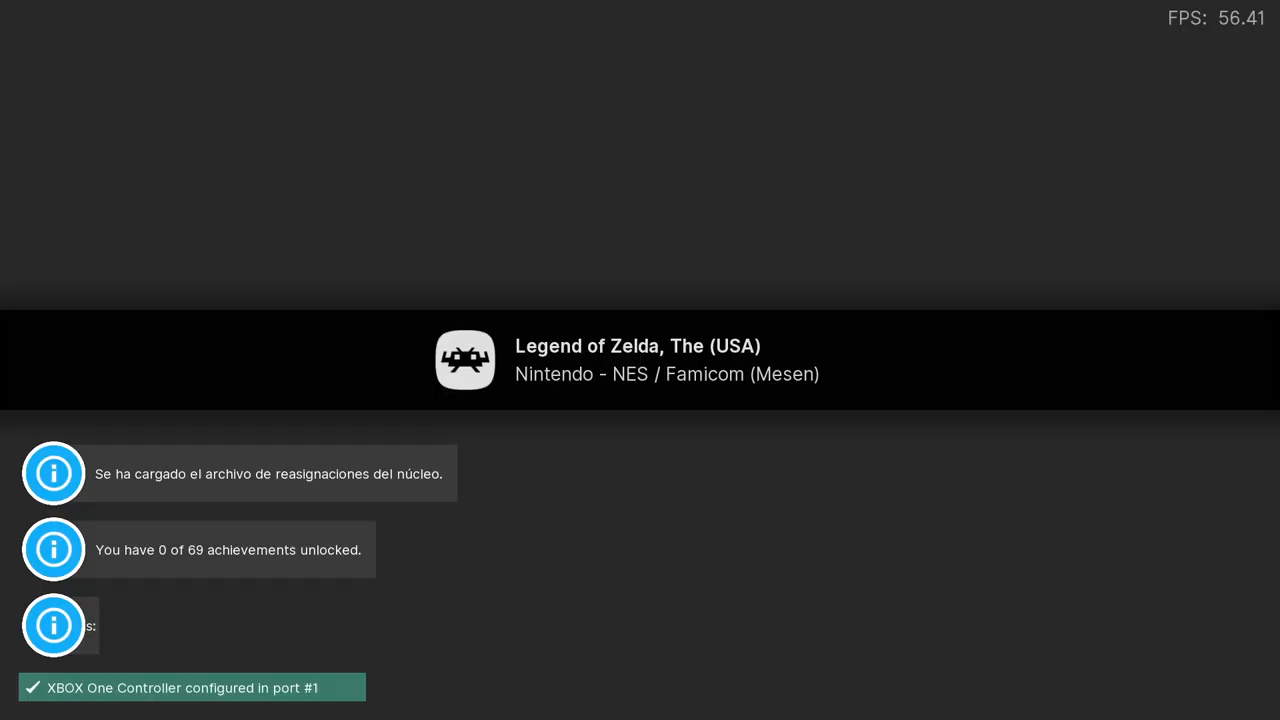 FPS: 56.41
Legend of Zelda, The (USA)
Nintendo - NES / Famicom (Mesen)
Se ha cargado el archivo de reasignaciones del núcleo.
You have 0 of 69 achievements unlocked.
s:
XBOX One Controller configured in port #1